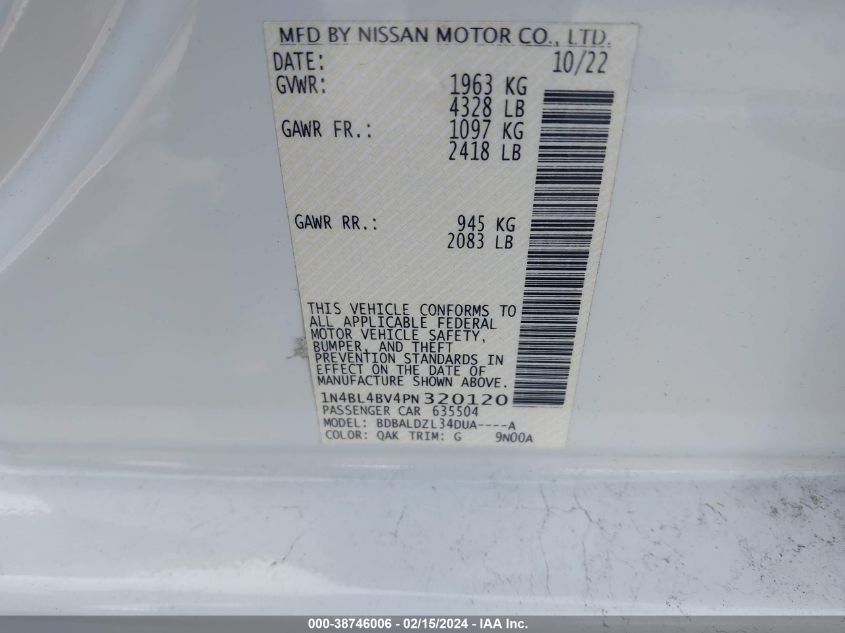 MFD BY NISSAN MOTOR CO., LTD.
DATE: 10/22
GVWR: 1963 KG
4328 LB
GAWR FR.: 1097 KG
2418 LB
GAWR RR.: 945 KG
2083 LB
THIS VEHICLE CONFORMS TO
ALL APPLICABLE FEDERAL
MOTOR VEHICLE SAFETY,
BUMPER, AND THEFT
PREVENTION STANDARDS IN
EFFECT ON THE DATE OF
MANUFACTURE SHOWN ABOVE.
1N4BL4BV4PN320120
PASSENGER CAR 635504
MODEL: BDBALDZL34DUA----A
COLOR: QAK TRIM: G 9N00A
000-38746006 - 02/15/2024 - IAA Inc.